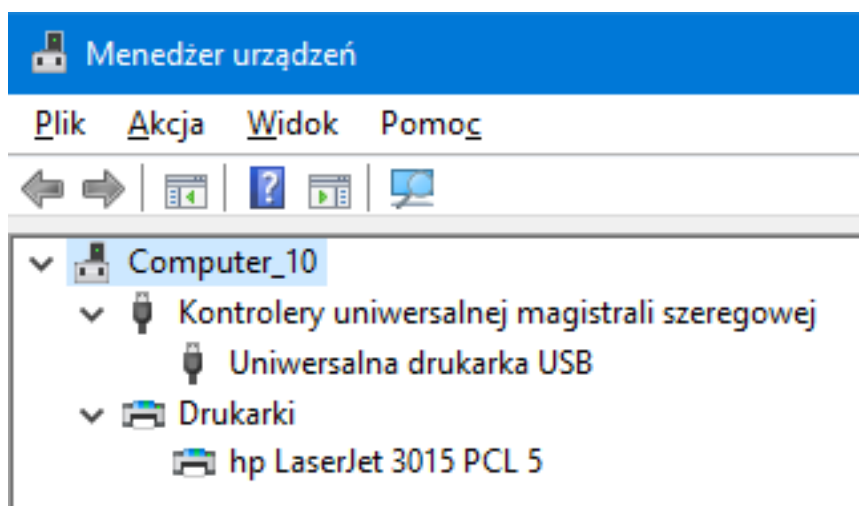 Menedżer urządzeń
Plik Akcja Widok Pomoc
Computer_10
Kontrolery uniwersalnej magistrali szeregowej
Uniwersalna drukarka USB
Drukarki
hp LaserJet 3015 PCL 5